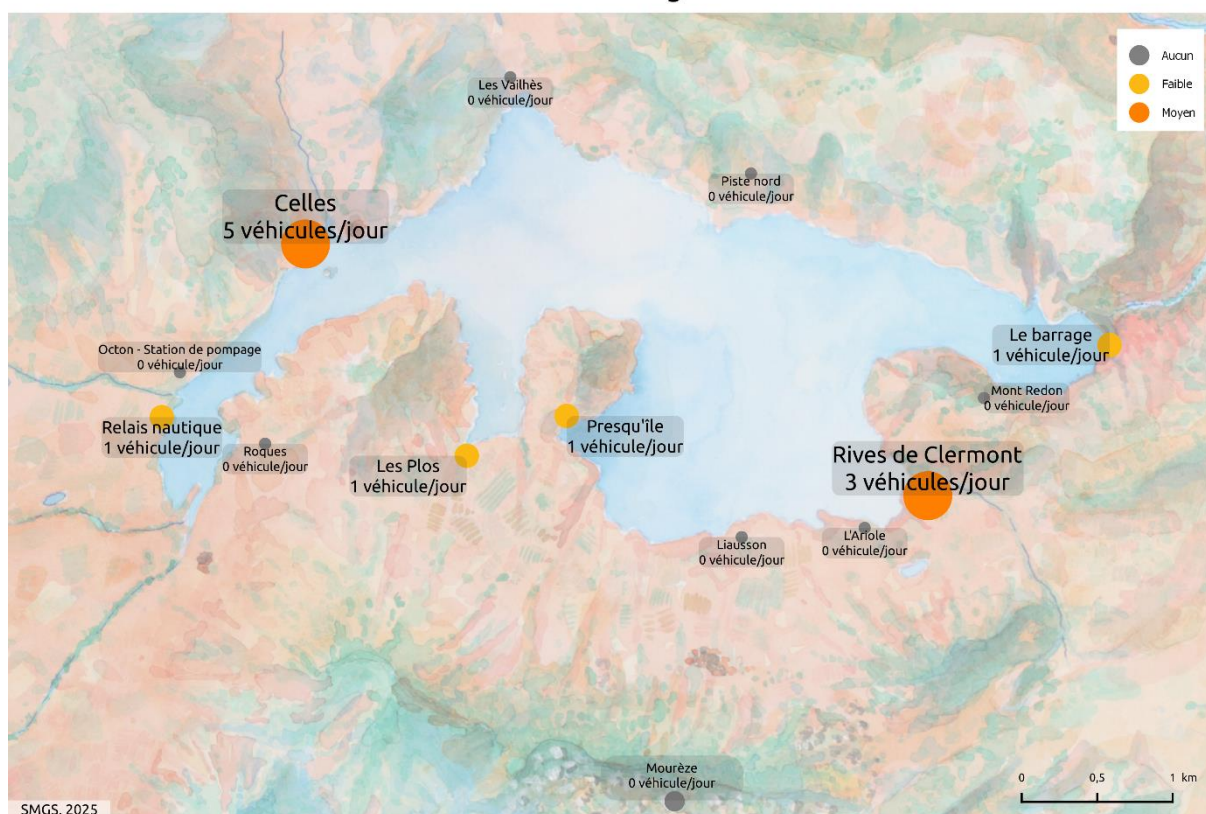 Aucun
Faible
Moyen
Les Vailhès
0 véhicule/jour
Piste nord
0 véhicule/jour
Celles
5 véhicules/jour
Le barrage
1 véhicule/jour
Octon - Station de pompage
0 véhicule/jour
Mont Redon
0 véhicule/jour
Relais nautique
1 véhicule/jour
Presqu'île
1 véhicule/jour
Roques
0 véhicule/jour
Les Plos
1 véhicule/jour
Rives de Clermont
3 véhicules/jour
Liausson
0 véhicule/jour
L'Ariole
0 véhicule/jour
Mourèze
0 véhicule/jour
0 0,5 1 km
SMGS, 2025